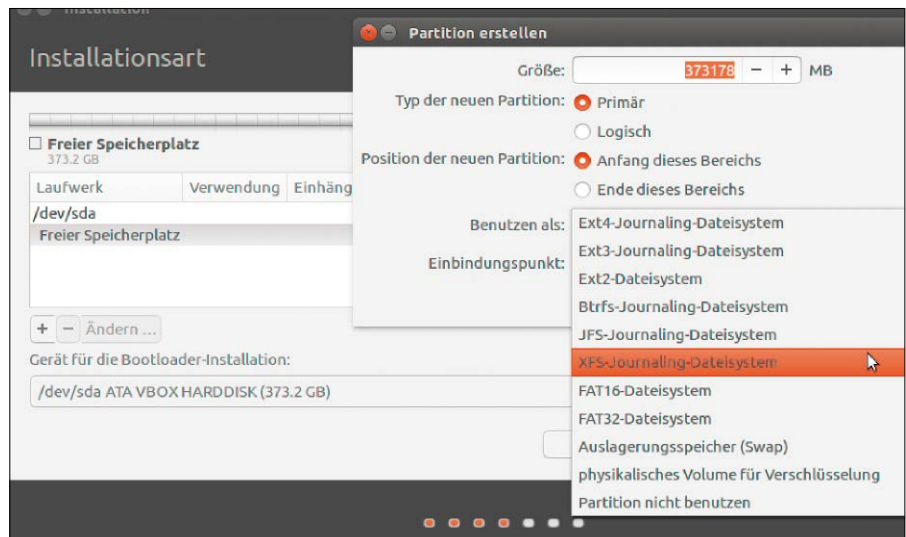 Installation
Installationsart
Freier Speicherplatz
373.2 GB
Laufwerk Verwendung Einhäng
/dev/sda
Freier Speicherplatz
+ − Ändern ...
Gerät für die Bootloader-Installation:
/dev/sda ATA VBOX HARDDISK (373.2 GB)
Partition erstellen
Größe: 373178 − + MB
Typ der neuen Partition: Primär
Logisch
Position der neuen Partition: Anfang dieses Bereichs
Ende dieses Bereichs
Benutzen als:
Einbindungspunkt:
Ext4-Journaling-Dateisystem
Ext3-Journaling-Dateisystem
Ext2-Dateisystem
Btrfs-Journaling-Dateisystem
JFS-Journaling-Dateisystem
XFS-Journaling-Dateisystem
FAT16-Dateisystem
FAT32-Dateisystem
Auslagerungsspeicher (Swap)
physikalisches Volume für Verschlüsselung
Partition nicht benutzen